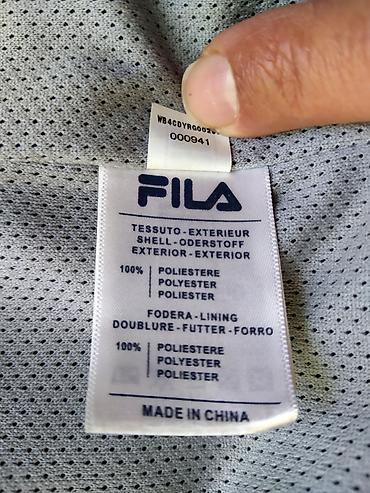 000941
FILA
TESSUTO-EXTERIEUR
SHELL-ODERSTOFF
EXTERIOR-EXTERIOR
100% POLIESTERE
POLYESTER
POLIESTER
FODERA-LINING
DOUBLURE-FUTTER-FORRO
100% POLIESTERE
POLYESTER
POLIESTER
MADE IN CHINA